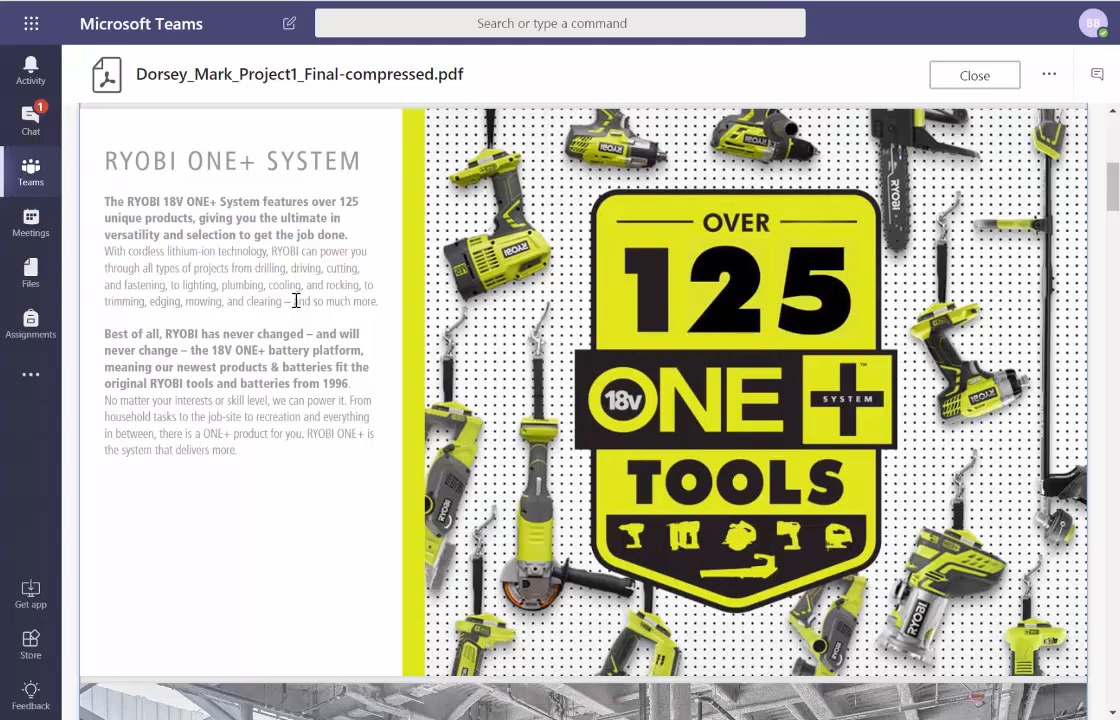 Microsoft Teams
Search or type a command
BB
Activity
1
Chat
Teams
Meetings
Files
Assignments
Get app
Store
Feedback
Dorsey_Mark_Project1_Final-compressed.pdf
Close
RYOBI ONE+ SYSTEM
The RYOBI 18V ONE+ System features over 125
unique products, giving you the ultimate in
versatility and selection to get the job done.
With cordless lithium-ion technology, RYOBI can power you
through all types of projects from drilling, driving, cutting,
and fastening, to lighting, plumbing, cooling, and rocking, to
trimming, edging, mowing, and clearing – and so much more.
Best of all, RYOBI has never changed – and will
never change – the 18V ONE+ battery platform,
meaning our newest products & batteries fit the
original RYOBI tools and batteries from 1996.
No matter your interests or skill level, we can power it. From
household tasks to the job-site to recreation and everything
in between, there is a ONE+ product for you. RYOBI ONE+ is
the system that delivers more.
OVER
125
18V ONE+
SYSTEM
™
TOOLS
RYOBI
RYOBI
RYOBI
RYOBI
RYOBI
RYOBI
RYOBI
RYOBI
RYOBI
RYOBI